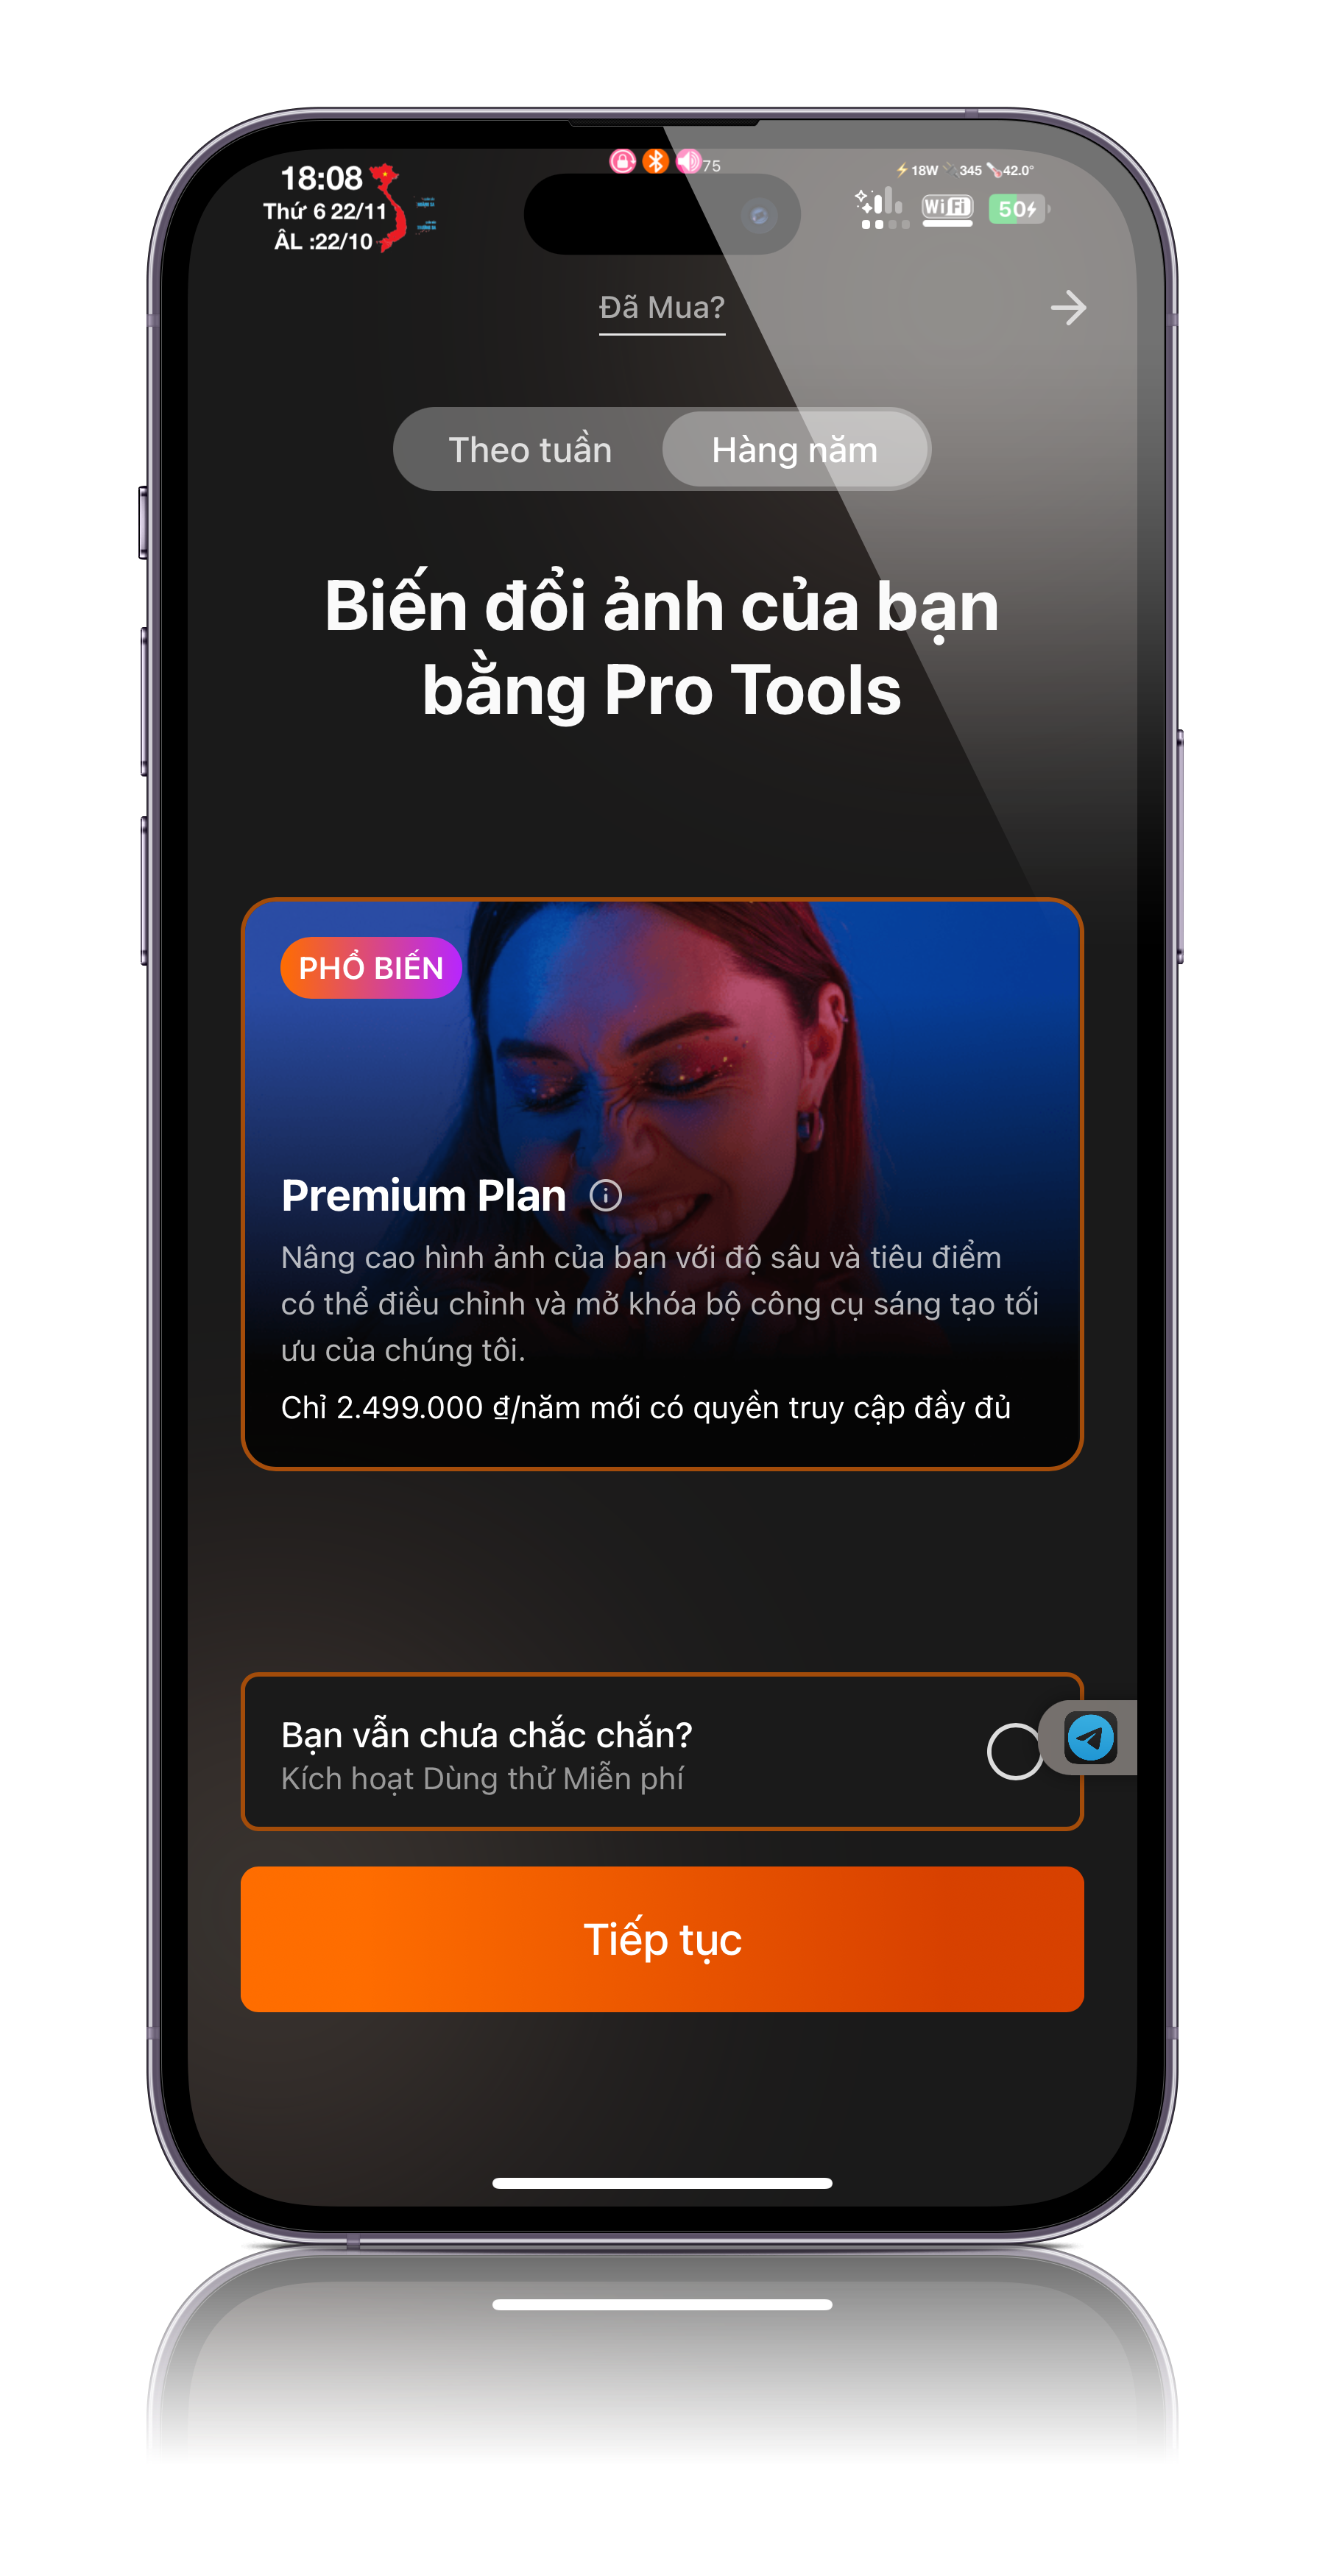 18:08
Thứ 6 22/11
ÂL :22/10
75
18W 345 42.0°
WiFi
50
Đã Mua?
Theo tuần
Hàng năm
Biến đổi ảnh của bạn
bằng Pro Tools
PHỔ BIẾN
Premium Plan
Nâng cao hình ảnh của bạn với độ sâu và tiêu điểm
có thể điều chỉnh và mở khóa bộ công cụ sáng tạo tối
ưu của chúng tôi.
Chỉ 2.499.000 ₫/năm mới có quyền truy cập đầy đủ
Bạn vẫn chưa chắc chắn?
Kích hoạt Dùng thử Miễn phí
Tiếp tục